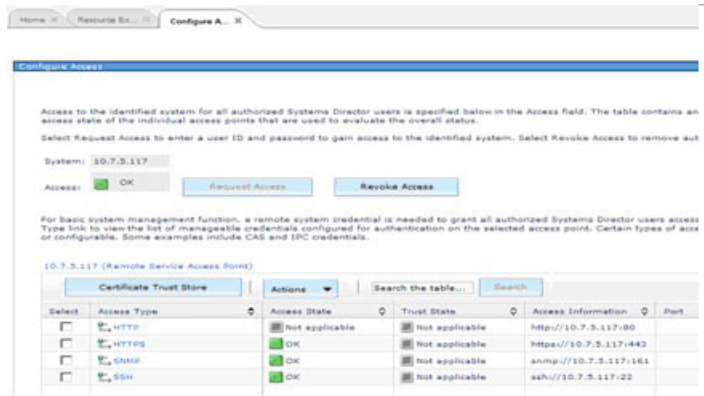 Home
Resource Ex...
Configure A...
Configure Access
Access to the identified system for all authorized Systems Director users is specified below in the Access field. The table contains an
access state of the individual access points that are used to evaluate the overall status.
Select Request Access to enter a user ID and password to gain access to the identified system. Select Revoke Access to remove aut
System: 10.7.5.117
Access: OK Request Access Revoke Access
For basic system management function, a remote system credential is needed to grant all authorized Systems Director users access
Type link to view the list of manageable credentials configured for authentication on the selected access point. Certain types of acce
or configurable. Some examples include CAS and IPC credentials.
10.7.5.117 (Remote Service Access Point)
Certificate Trust Store Actions Search the table... Search
Select Access Type Access State Trust State Access Information Port
HTTP Not applicable Not applicable http://10.7.5.117:80
HTTPS OK Not applicable https://10.7.5.117:443
SNMP OK Not applicable snmp://10.7.5.117:161
SSH OK Not applicable ssh://10.7.5.117:22